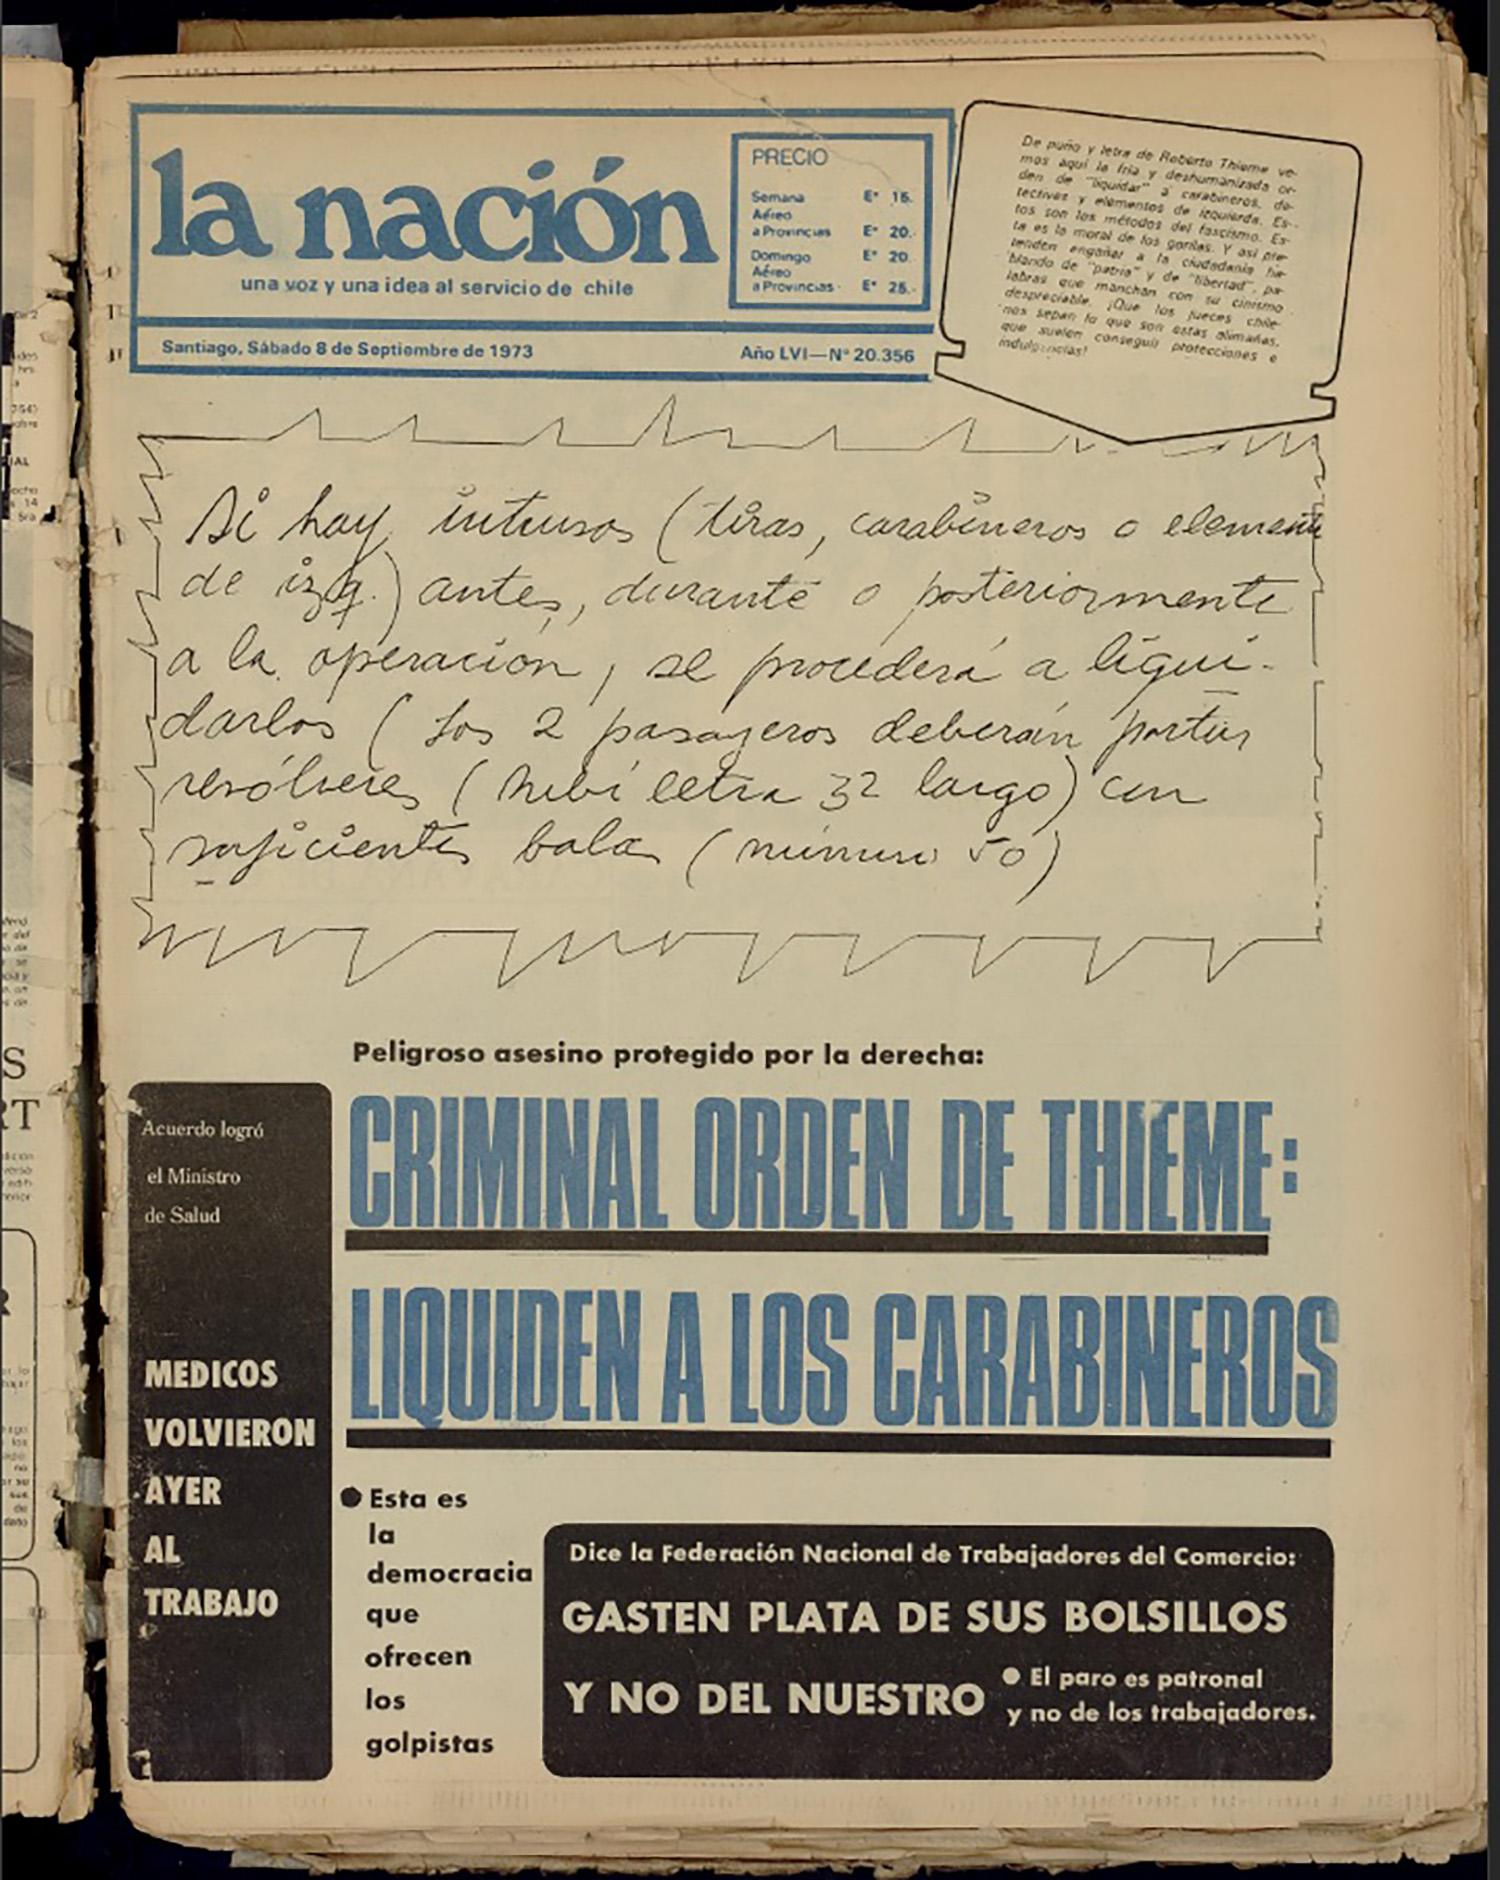 la nación
una voz y una idea al servicio de chile
PRECIO
Semana E° 15.
Aéreo
a Provincias E° 20.-
Domingo E° 20.
Aéreo
a Provincias E° 25.-
Santiago, Sábado 8 de Septiembre de 1973
Año LVI—N° 20.356
De puño y letra de Roberto Thieme ve-
mos aquí la fría y deshumanizada or-
den de "liquidar" a carabineros, de-
tectives y elementos de izquierda. Es-
tos son los métodos del fascismo. Es-
ta es la moral de los gorilas. Y así pre-
tenden engañar a la ciudadanía ha-
blando de "patria" y de "libertad", pa-
labras que manchan con su cinismo
despreciable. ¡Que los jueces chile-
nos sepan lo que son estas alimañas,
que suelen conseguir protecciones e
indulgencias!
Si hay intrusos (tiras, carabineros o element
de izq.) antes, durante o posteriormente
a la operación, se procederá a liqui-
darlos (Los 2 pasajeros deberán portar
revólveres ( letra 32 largo) con
suficientes balas (número 50)
Peligroso asesino protegido por la derecha:
CRIMINAL ORDEN DE THIEME:
LIQUIDEN A LOS CARABINEROS
Acuerdo logró
el Ministro
de Salud
MEDICOS
VOLVIERON
AYER
AL
TRABAJO
● Esta es
la
democracia
que
ofrecen
los
golpistas
Dice la Federación Nacional de Trabajadores del Comercio:
GASTEN PLATA DE SUS BOLSILLOS
Y NO DEL NUESTRO
● El paro es patronal
y no de los trabajadores.